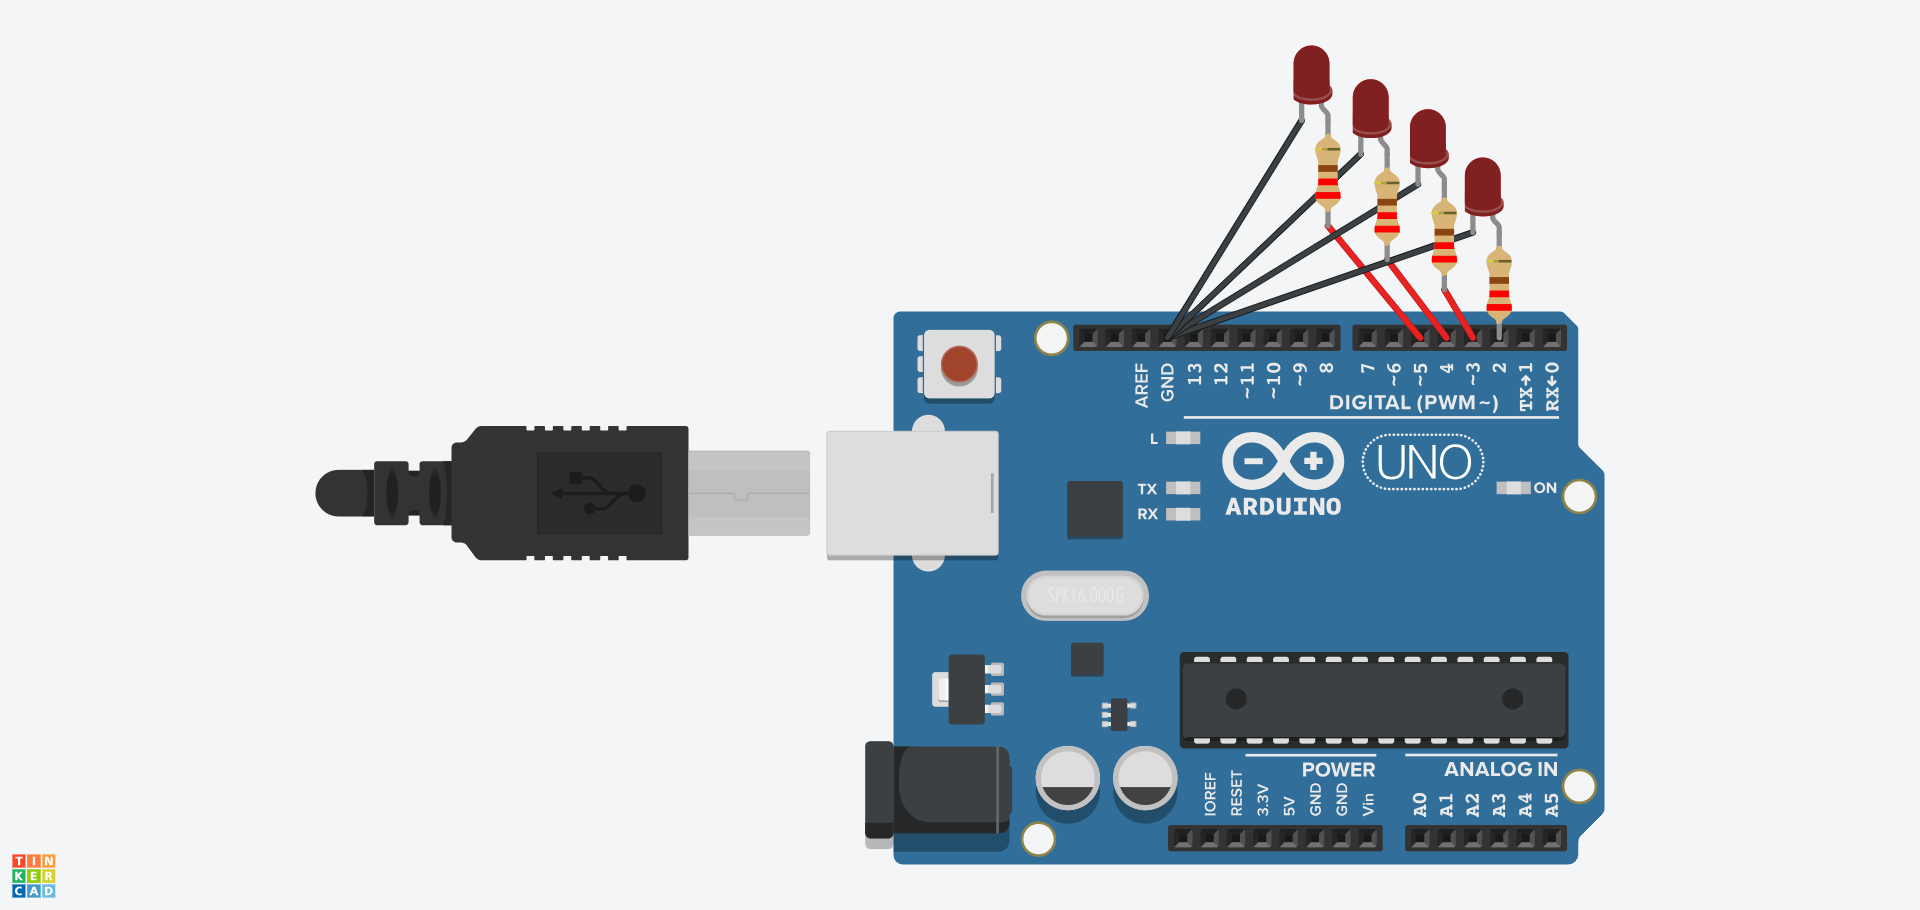 AREF
GND
13
12
~11
~10
~9
8
7
~6
~5
4
~3
2
TX→1
RX←0
DIGITAL (PWM~)
L
TX
RX
ARDUINO
UNO
ON
SPK16.000G
POWER
ANALOG IN
IOREF
RESET
3.3V
5V
GND
GND
Vin
A0
A1
A2
A3
A4
A5
TIN
KER
CAD